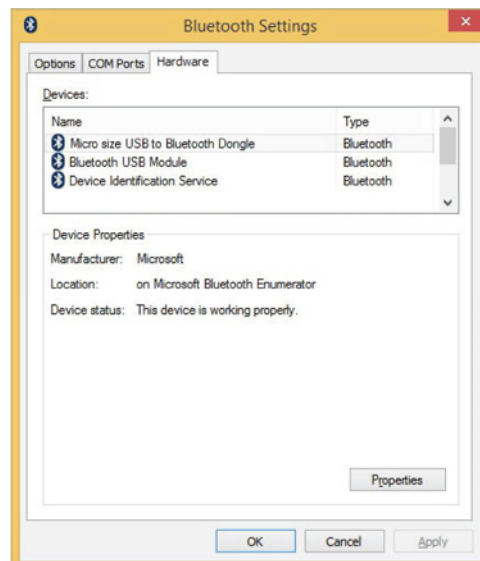 Bluetooth Settings
Options COM Ports Hardware
Devices:
Name Type
Micro size USB to Bluetooth Dongle Bluetooth
Bluetooth USB Module Bluetooth
Device Identification Service Bluetooth
Device Properties
Manufacturer: Microsoft
Location: on Microsoft Bluetooth Enumerator
Device status: This device is working properly.
Properties
OK Cancel Apply